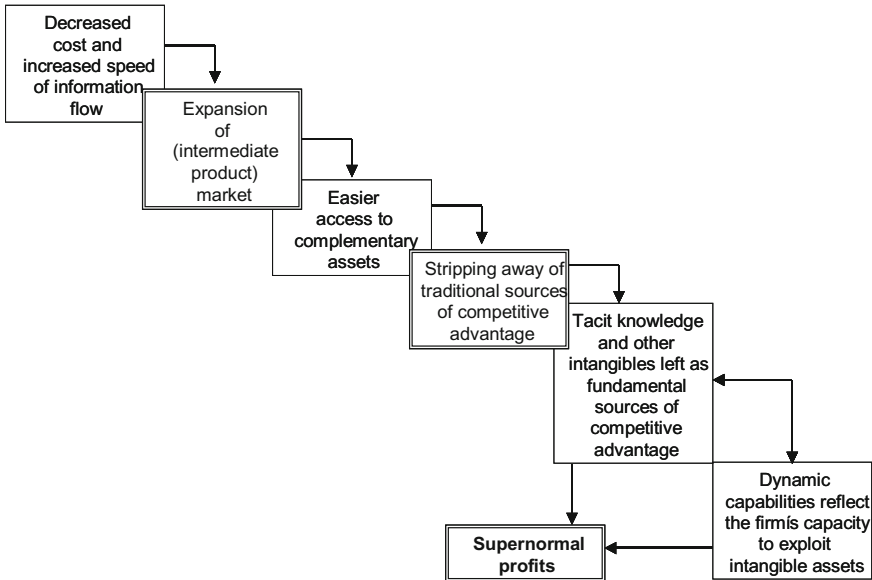 Decreased
cost and
increased speed
of information
flow
Expansion
of
(intermediate
product)
market
Easier
access to
complementary
assets
Stripping away of
traditional sources
of competitive
advantage
Tacit knowledge
and other
intangibles left as
fundamental
sources of
competitive
advantage
Dynamic
capabilities reflect
the firmís capacity
to exploit
intangible assets
Supernormal
profits